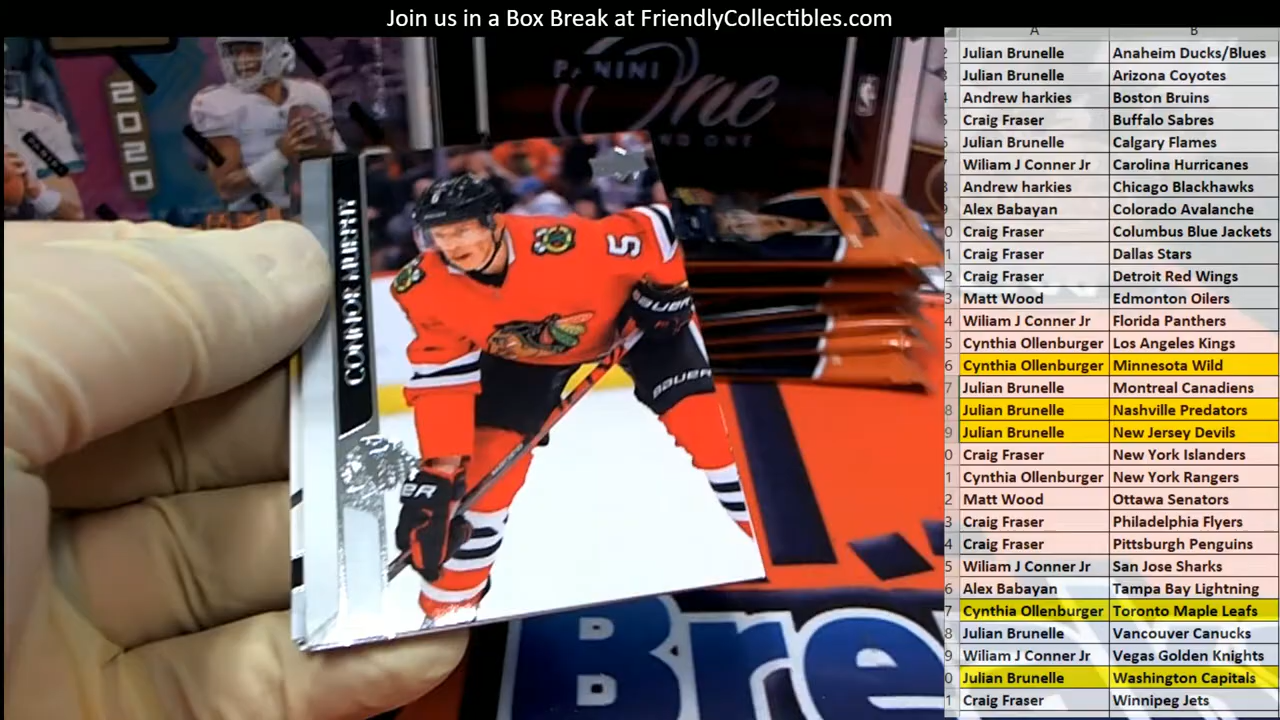 Join us in a Box Break at FriendlyCollectibles.com
A B
Julian Brunelle Anaheim Ducks/Blues
Julian Brunelle Arizona Coyotes
Andrew harkies Boston Bruins
Craig Fraser Buffalo Sabres
Julian Brunelle Calgary Flames
Wiliam J Conner Jr Carolina Hurricanes
Andrew harkies Chicago Blackhawks
Alex Babayan Colorado Avalanche
Craig Fraser Columbus Blue Jackets
Craig Fraser Dallas Stars
Craig Fraser Detroit Red Wings
Matt Wood Edmonton Oilers
Wiliam J Conner Jr Florida Panthers
Cynthia Ollenburger Los Angeles Kings
Cynthia Ollenburger Minnesota Wild
Julian Brunelle Montreal Canadiens
Julian Brunelle Nashville Predators
Julian Brunelle New Jersey Devils
Craig Fraser New York Islanders
Cynthia Ollenburger New York Rangers
Matt Wood Ottawa Senators
Craig Fraser Philadelphia Flyers
Craig Fraser Pittsburgh Penguins
Wiliam J Conner Jr San Jose Sharks
Alex Babayan Tampa Bay Lightning
Cynthia Ollenburger Toronto Maple Leafs
Julian Brunelle Vancouver Canucks
Wiliam J Conner Jr Vegas Golden Knights
Julian Brunelle Washington Capitals
Craig Fraser Winnipeg Jets
2020
PANINI
One
CONNOR MURPHY
5
BAUER
BAUER
ER
Bre